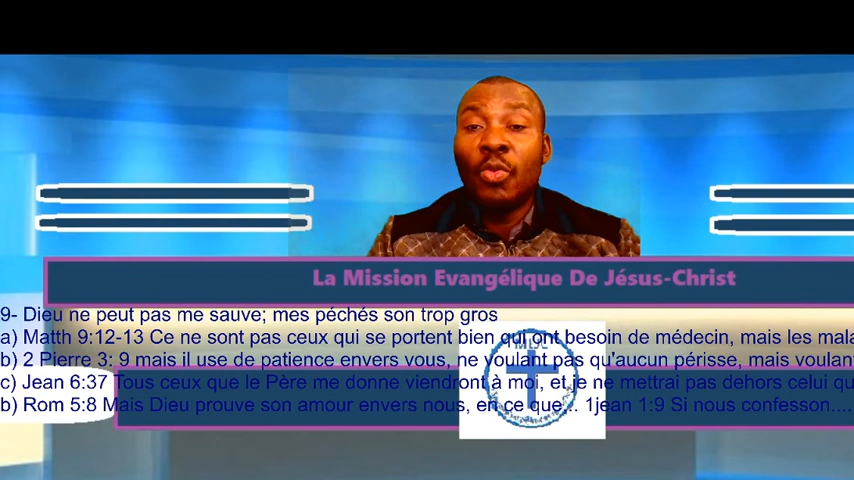 La Mission Evangélique De Jésus-Christ
9- Dieu ne peut pas me sauve; mes péchés son trop gros
a) Matth 9:12-13 Ce ne sont pas ceux qui se portent bien qui ont besoin de médecin, mais les mala
b) 2 Pierre 3; 9 mais il use de patience envers vous, ne voulant pas qu'aucun périsse, mais voulan
c) Jean 6:37 Tous ceux que le Père me donne viendront à moi, et je ne mettrai pas dehors celui qu
b) Rom 5:8 Mais Dieu prouve son amour envers nous, en ce que... 1jean 1:9 Si nous confesson....